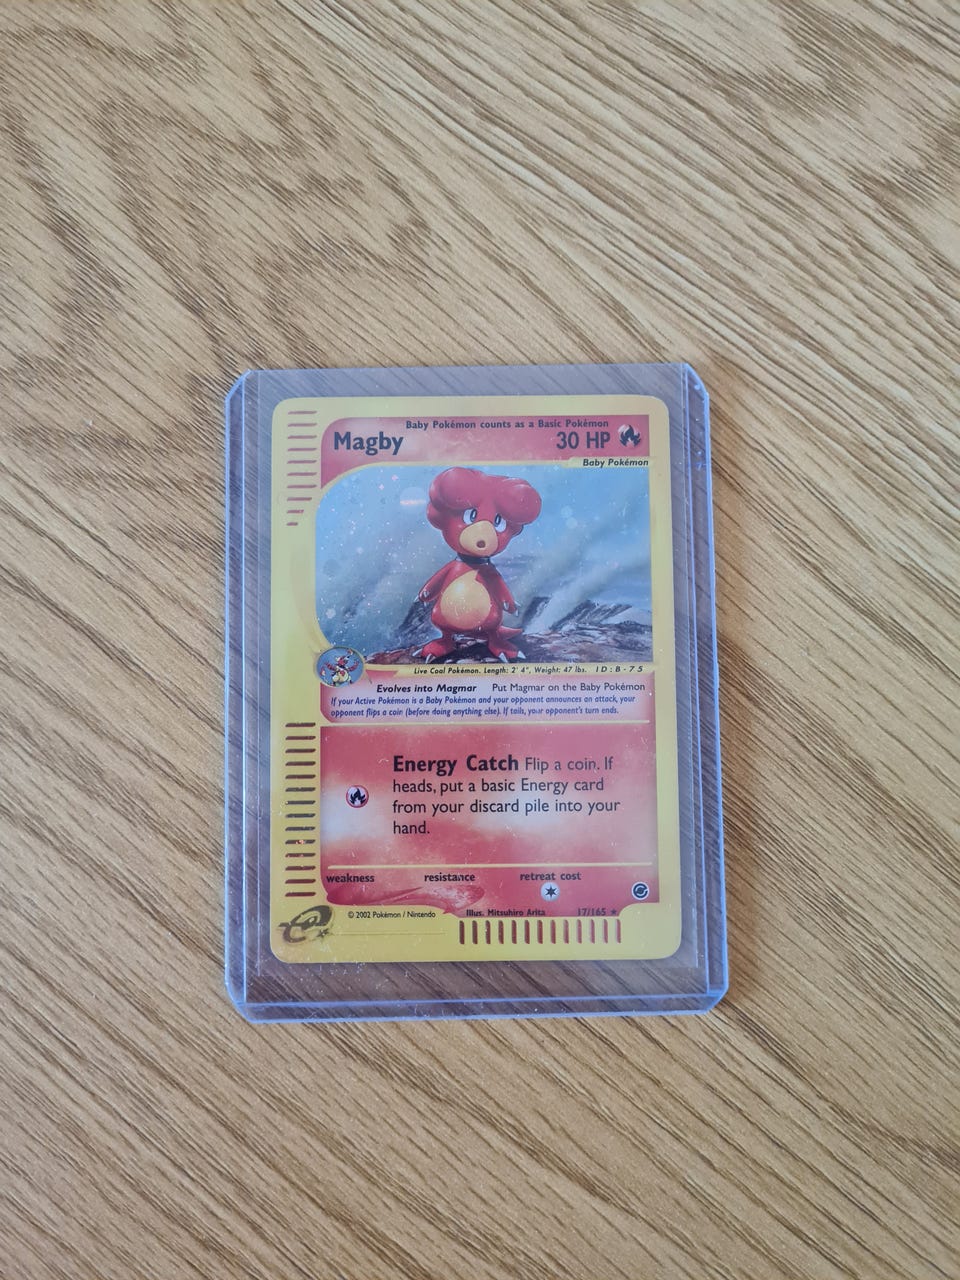 Baby Pokémon counts as a Basic Pokémon
Magby 30 HP
Baby Pokémon
Live Coal Pokémon. Length: 2' 4", Weight: 47 lbs. ID: B-75
Evolves into Magmar Put Magmar on the Baby Pokémon
If your Active Pokémon is a Baby Pokémon and your opponent announces an attack, your
opponent flips a coin (before doing anything else). If tails, your opponent's turn ends.
Energy Catch Flip a coin. If
heads, put a basic Energy card
from your discard pile into your
hand.
weakness resistance retreat cost
© 2002 Pokémon / Nintendo Illus. Mitsuhiro Arita 17/165 ★
e